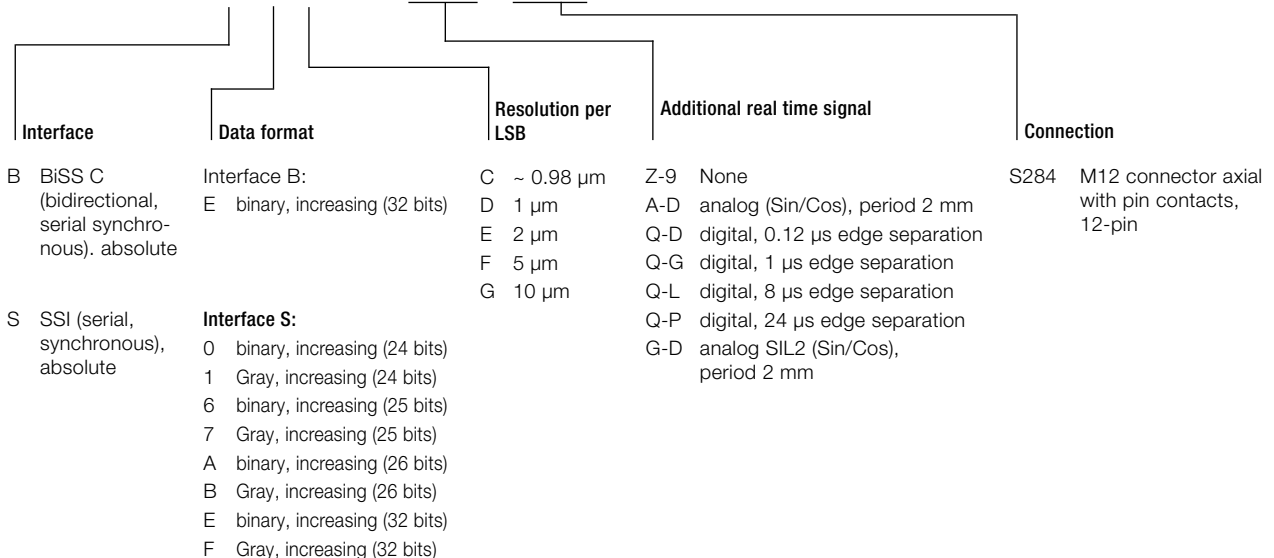 Interface
B BiSS C
(bidirectional,
serial synchro-
nous). absolute
S SSI (serial,
synchronous),
absolute
Data format
Interface B:
E binary, increasing (32 bits)
Interface S:
0 binary, increasing (24 bits)
1 Gray, increasing (24 bits)
6 binary, increasing (25 bits)
7 Gray, increasing (25 bits)
A binary, increasing (26 bits)
B Gray, increasing (26 bits)
E binary, increasing (32 bits)
F Gray, increasing (32 bits)
Resolution per
LSB
C ~ 0.98 µm
D 1 µm
E 2 µm
F 5 µm
G 10 µm
Additional real time signal
Z-9 None
A-D analog (Sin/Cos), period 2 mm
Q-D digital, 0.12 µs edge separation
Q-G digital, 1 µs edge separation
Q-L digital, 8 µs edge separation
Q-P digital, 24 µs edge separation
G-D analog SIL2 (Sin/Cos),
period 2 mm
Connection
S284 M12 connector axial
with pin contacts,
12-pin